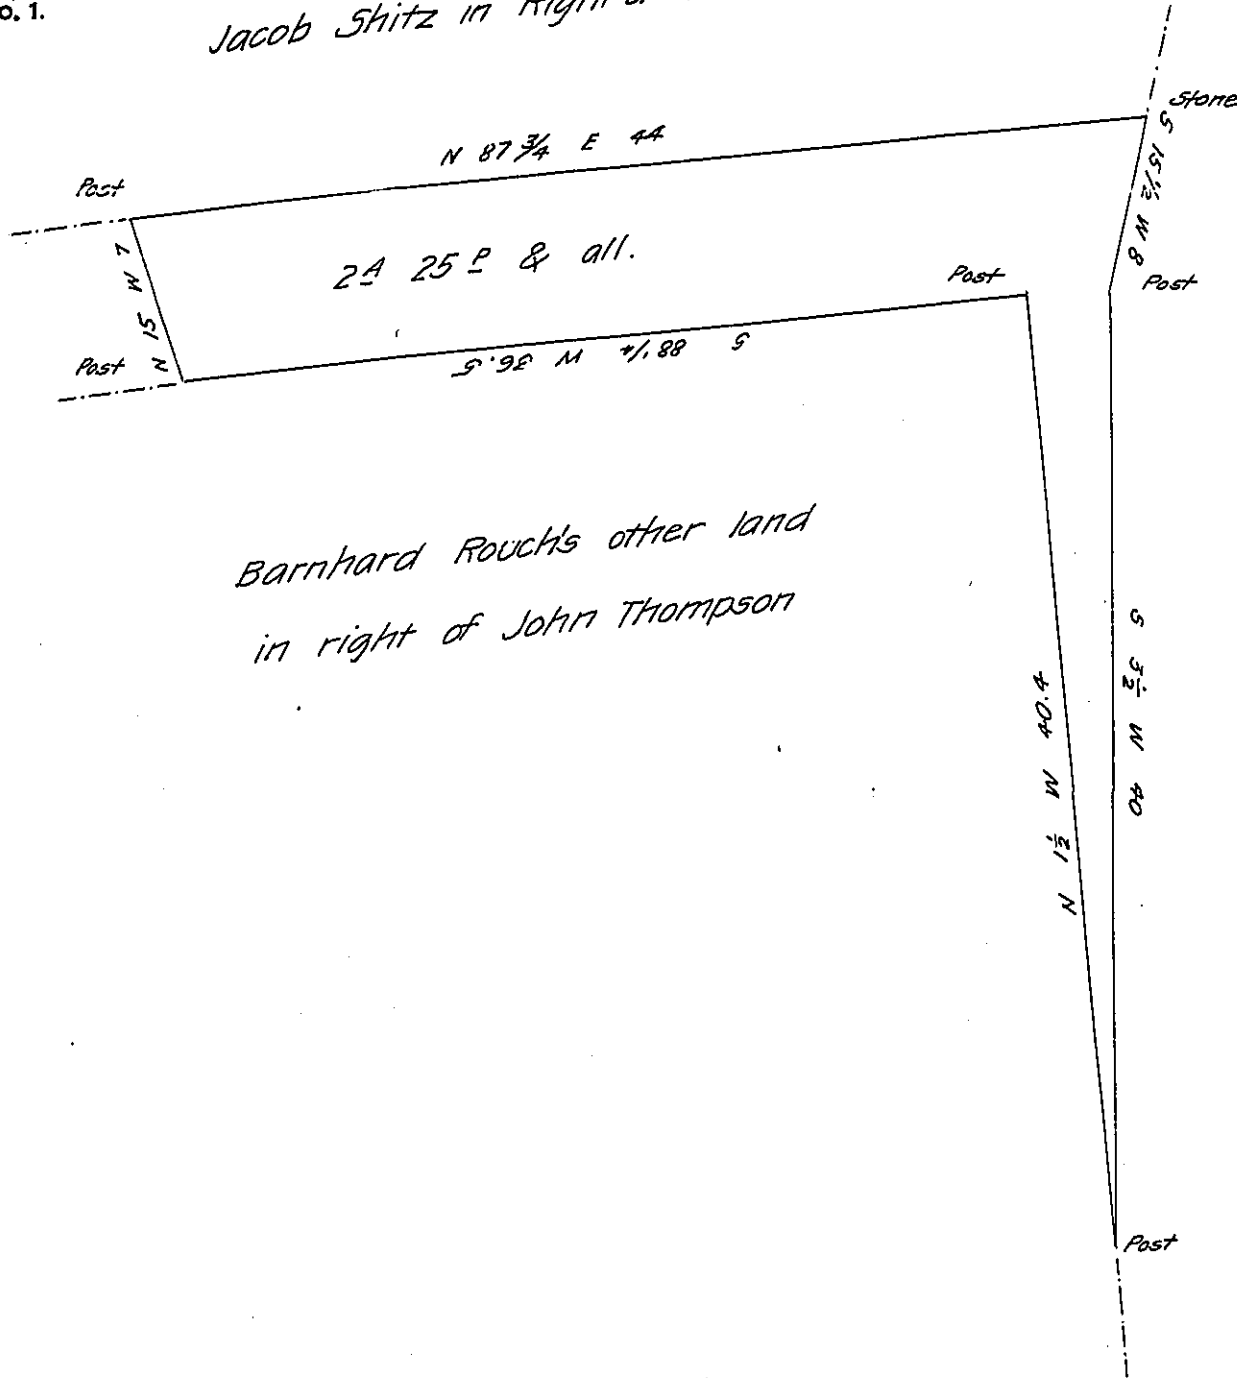 o. 1.
Jacob Shitz in Right
Stone
N 87 3/4 E 44
S 15 1/2 W 8
Post
N 15 W 7
2A 25P & all.
Post
Post
Post
S 88 1/4 W 36.5
Barnhard Rouch's other land
in right of John Thompson
S 3 1/2 W 40
N 1 1/2 W 40.4
Post